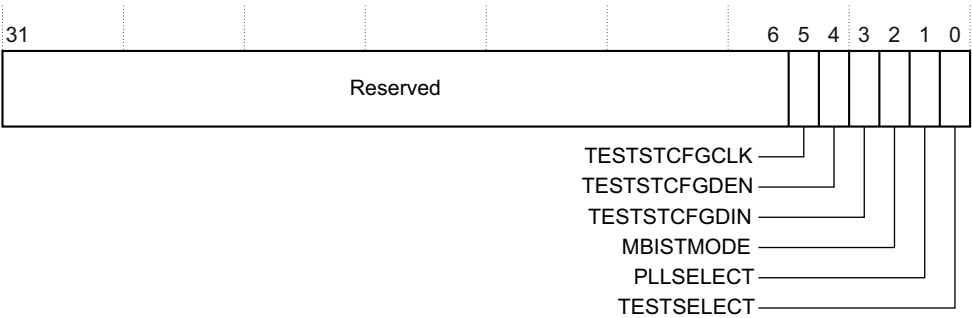 31 6 5 4 3 2 1 0
Reserved
TESTSTCFGCLK
TESTSTCFGDEN
TESTSTCFGDIN
MBISTMODE
PLLSELECT
TESTSELECT